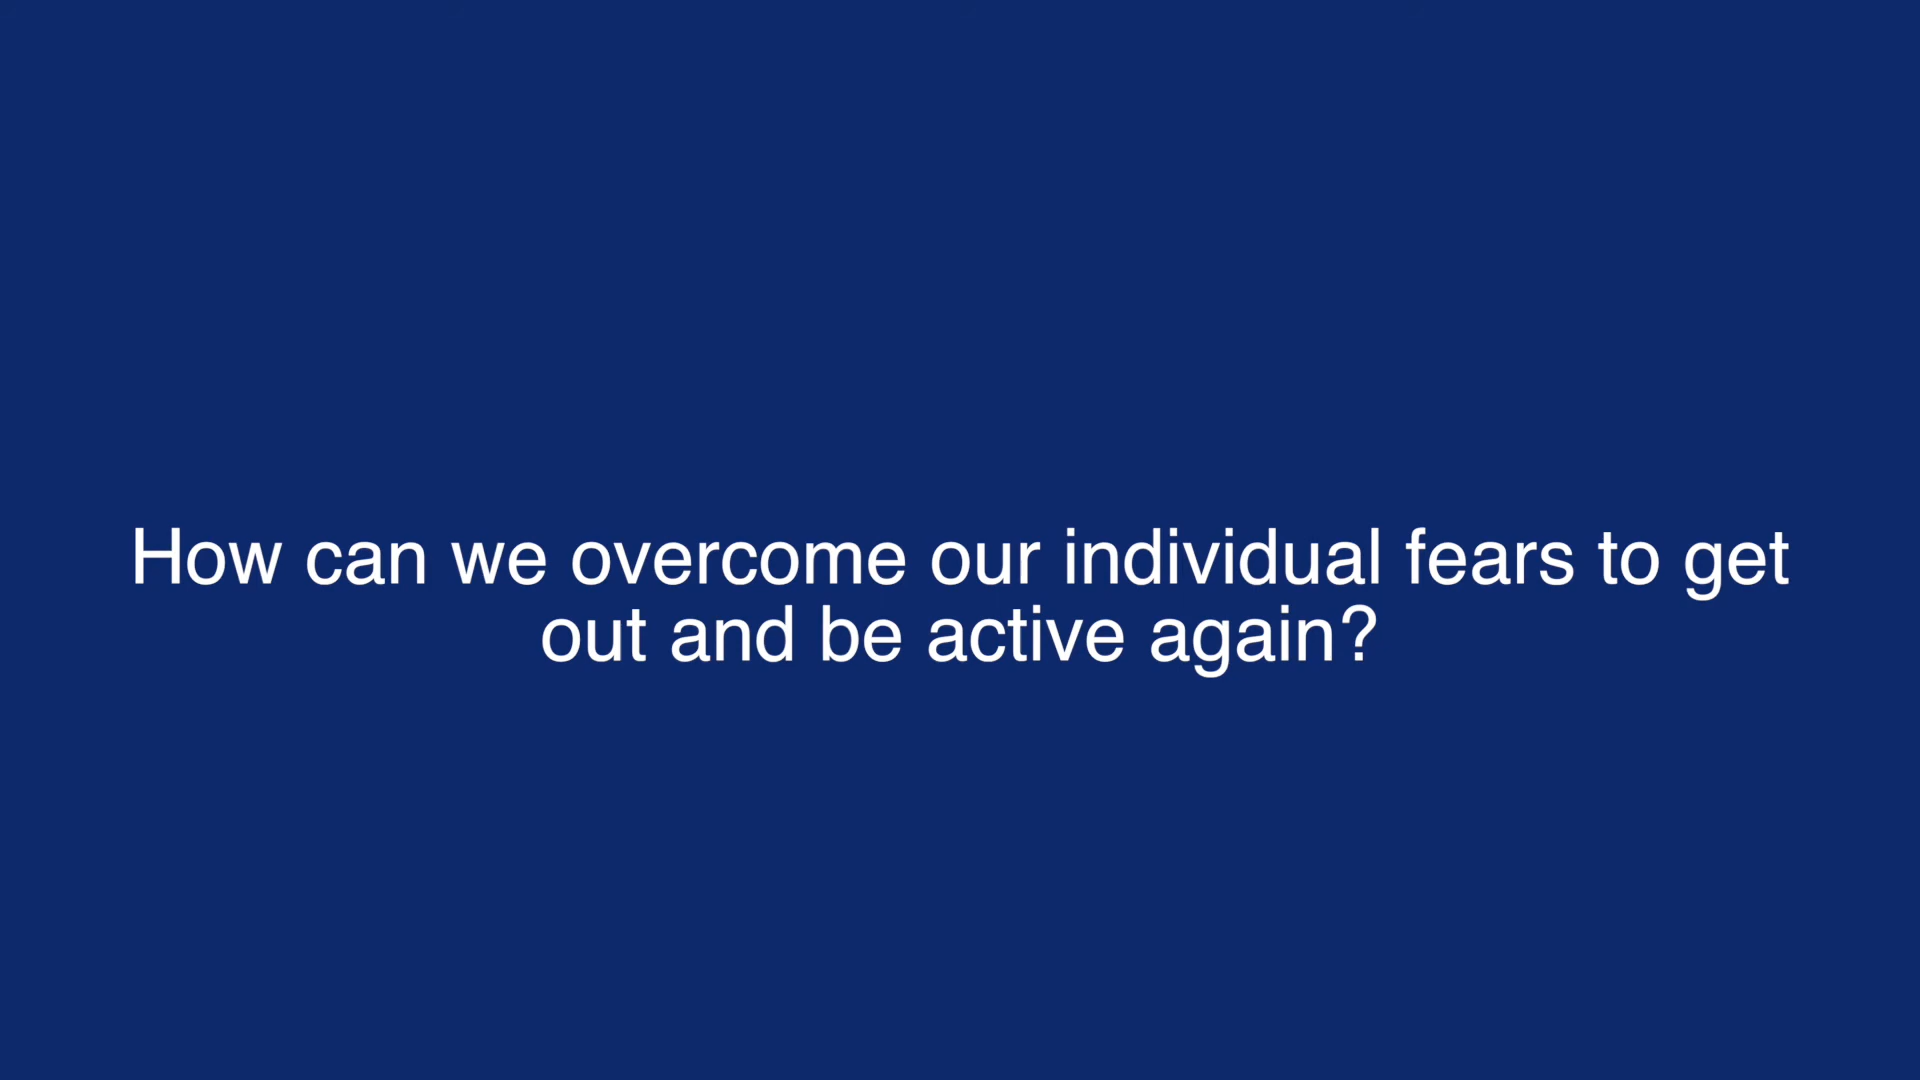 How can we overcome our individual fears to get
out and be active again?